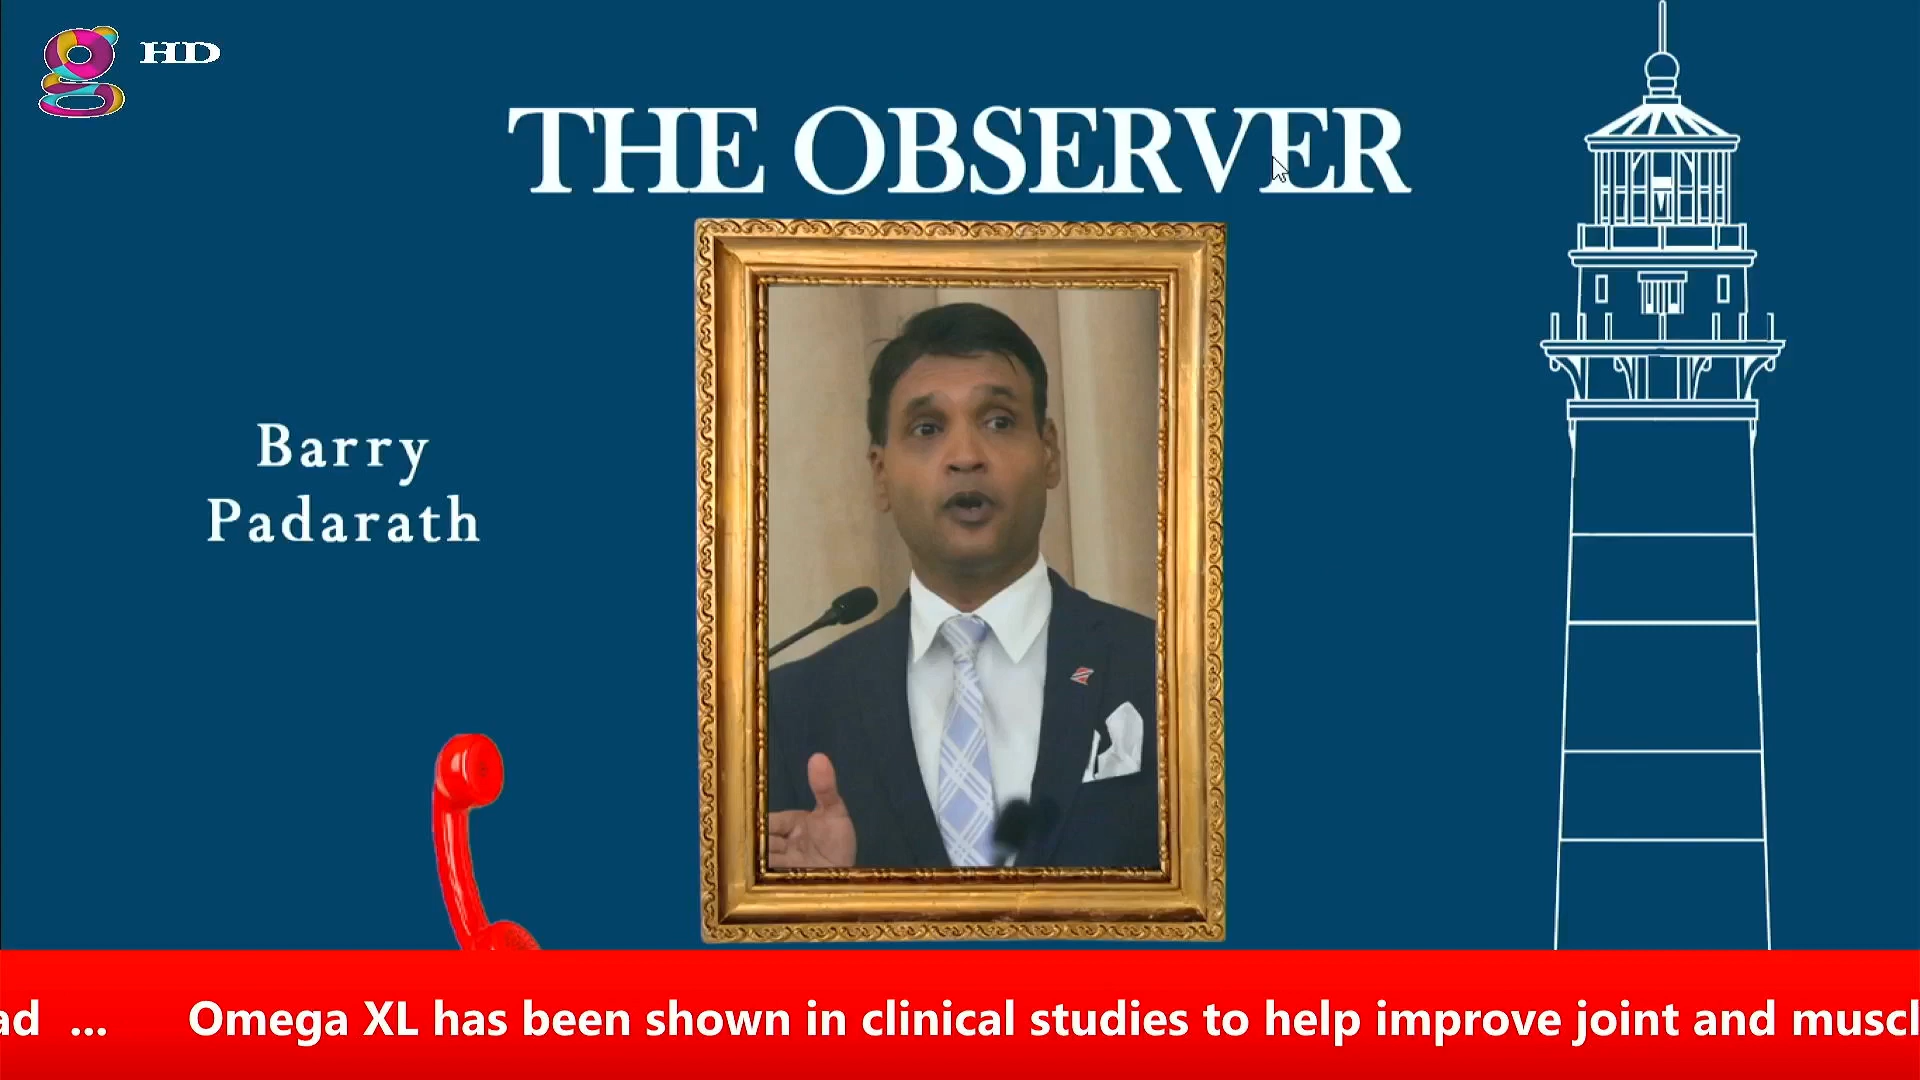 g HD
THE OBSERVER
Barry
Padarath
ad ... Omega XL has been shown in clinical studies to help improve joint and muscl